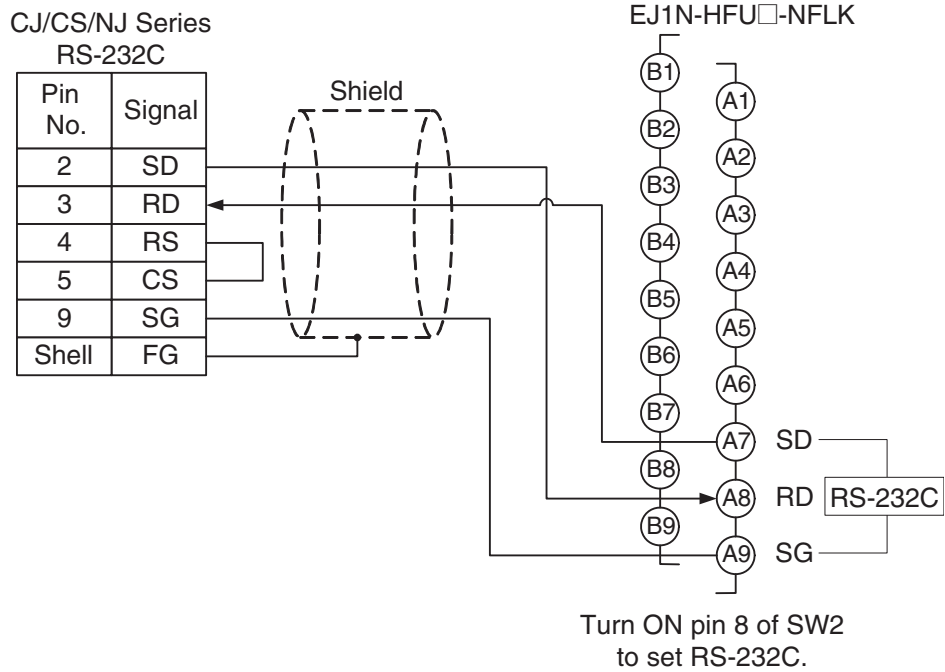 CJ/CS/NJ Series
RS-232C
Pin No. Signal
2 SD
3 RD
4 RS
5 CS
9 SG
Shell FG
Shield
EJ1N-HFU□-NFLK
B1
B2
B3
B4
B5
B6
B7
B8
B9
A1
A2
A3
A4
A5
A6
A7 SD
A8 RD
A9 SG
RS-232C
Turn ON pin 8 of SW2
to set RS-232C.